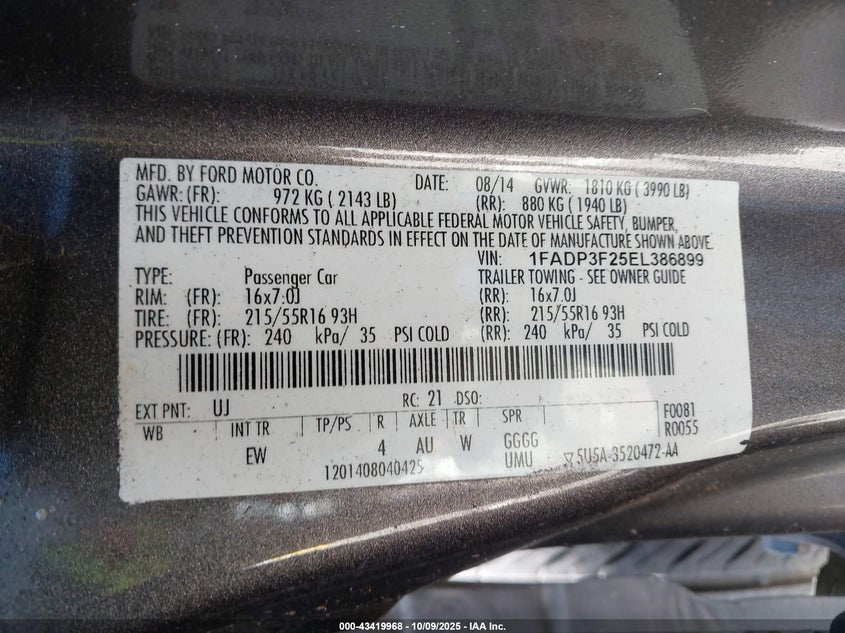 MFD. BY FORD MOTOR CO. DATE: 08/14 GVWR: 1810 KG ( 3990 LB)
GAWR: (FR): 972 KG ( 2143 LB) (RR): 880 KG ( 1940 LB)
THIS VEHICLE CONFORMS TO ALL APPLICABLE FEDERAL MOTOR VEHICLE SAFETY, BUMPER,
AND THEFT PREVENTION STANDARDS IN EFFECT ON THE DATE OF MANUFACTURE SHOWN ABOVE.
VIN: 1FADP3F25EL386899
TYPE: Passenger Car TRAILER TOWING - SEE OWNER GUIDE
RIM: (FR): 16x7.0J (RR): 16x7.0J
TIRE: (FR): 215/55R16 93H (RR): 215/55R16 93H
PRESSURE: (FR): 240 kPa/ 35 PSI COLD (RR): 240 kPa/ 35 PSI COLD
EXT PNT: UJ RC: 21 DSO: F0081
WB INT TR TP/PS R AXLE TR SPR R0055
EW 4 AU W GGGG
1201408040425 UMU 5U5A-3520472-AA
000-43419968 - 10/09/2025 - IAA Inc.